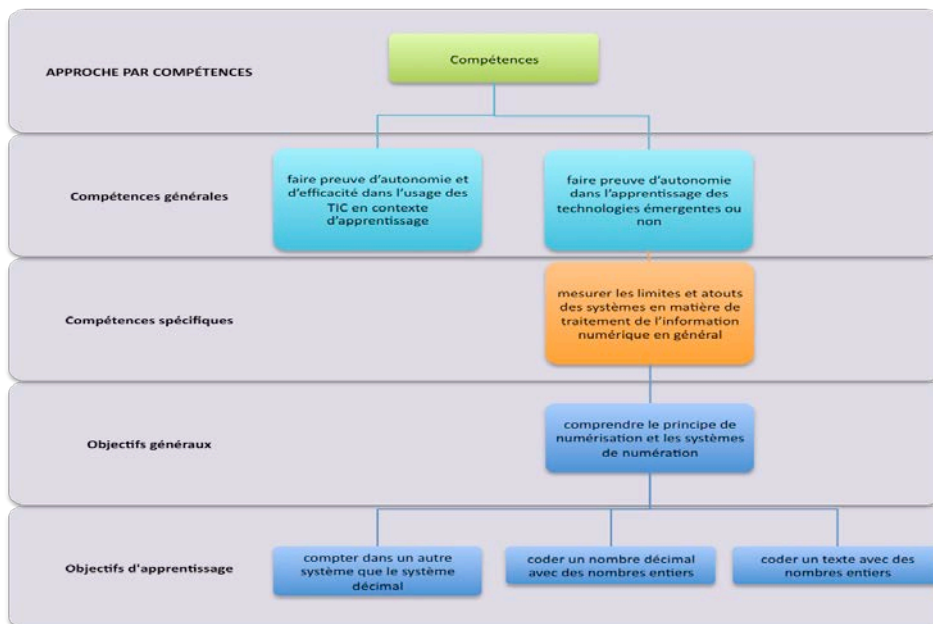 Compétences
APPROCHE PAR COMPÉTENCES
Compétences générales
faire preuve d'autonomie et
d'efficacité dans l'usage des
TIC en contexte
d'apprentissage
faire preuve d'autonomie
dans l'apprentissage des
technologies émergentes ou
non
Compétences spécifiques
mesurer les limites et atouts
des systèmes en matière de
traitement de l'information
numérique en général
Objectifs généraux
comprendre le principe de
numérisation et les systèmes
de numération
Objectifs d'apprentissage
compter dans un autre
système que le système
décimal
coder un nombre décimal
avec des nombres entiers
coder un texte avec des
nombres entiers